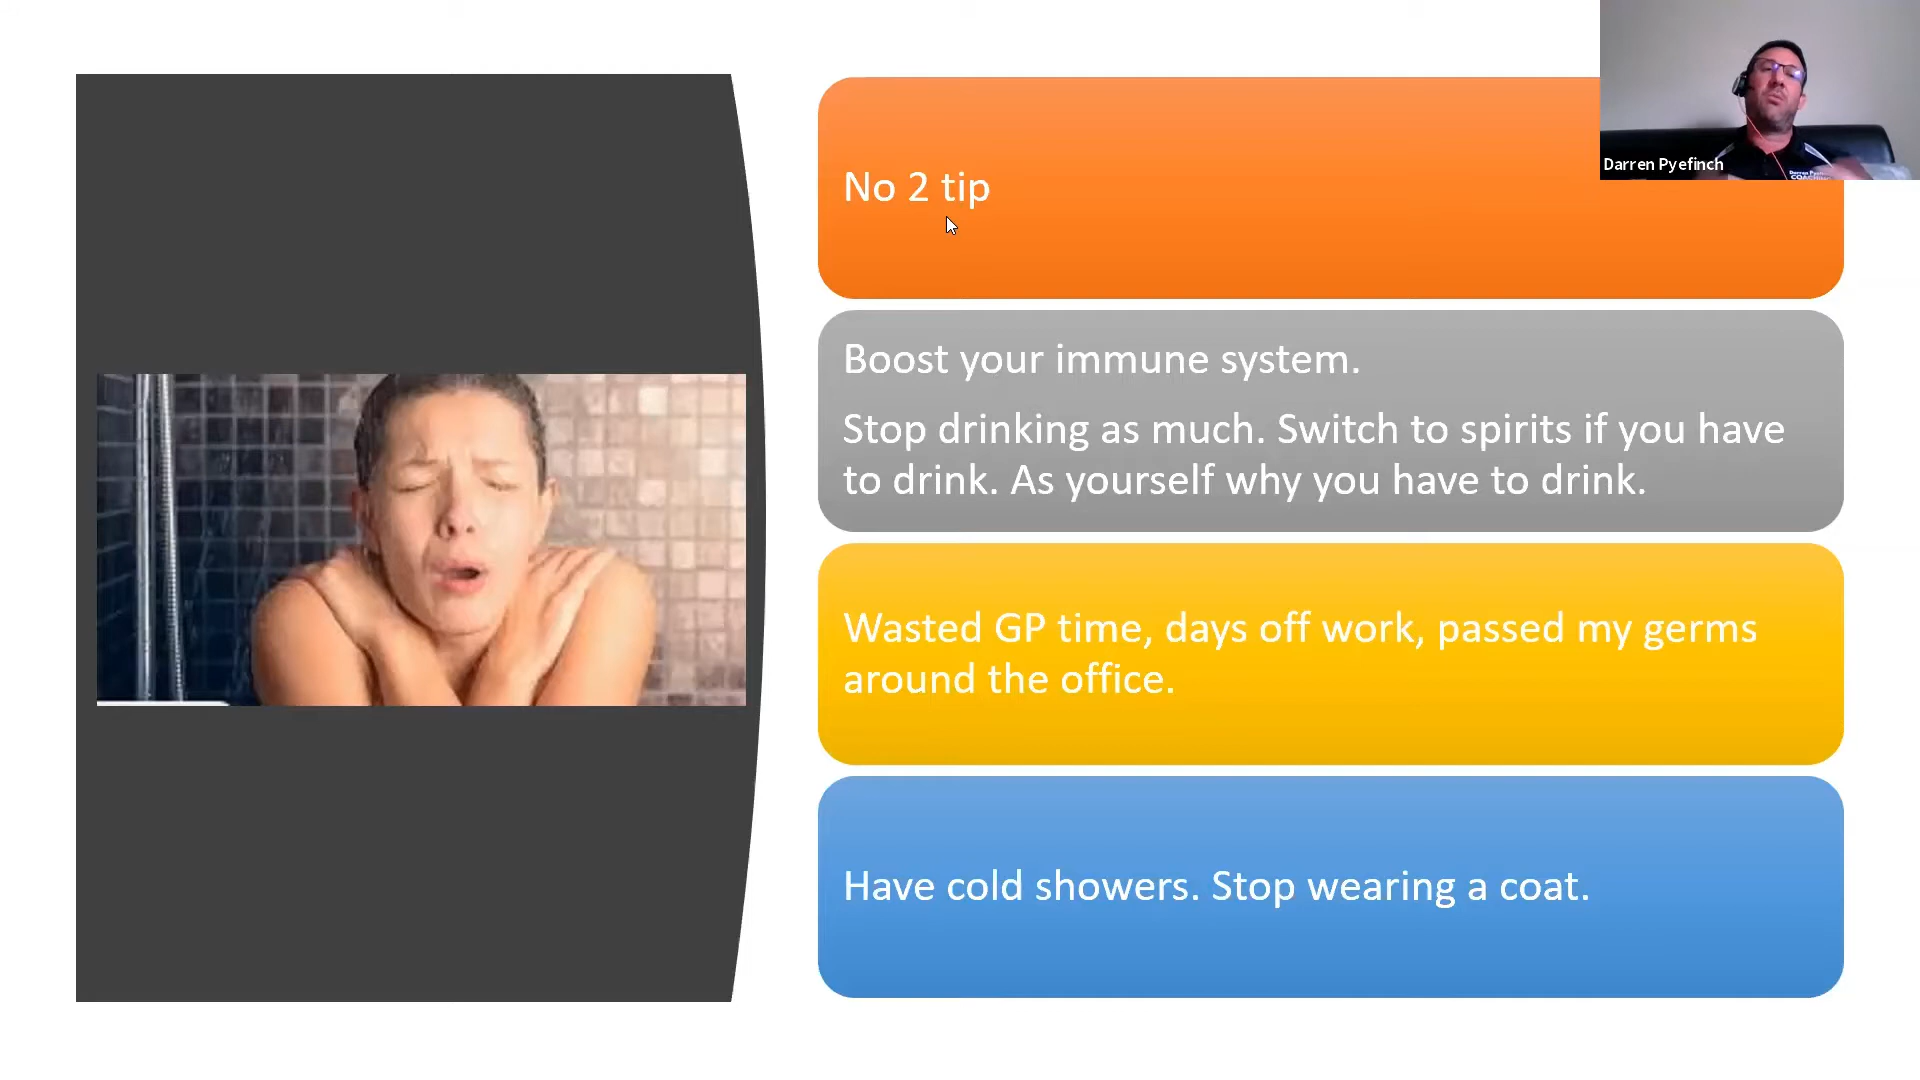 No 2 tip
Darren Pyefinch
Boost your immune system.
Stop drinking as much. Switch to spirits if you have
to drink. As yourself why you have to drink.
Wasted GP time, days off work, passed my germs
around the office.
Have cold showers. Stop wearing a coat.